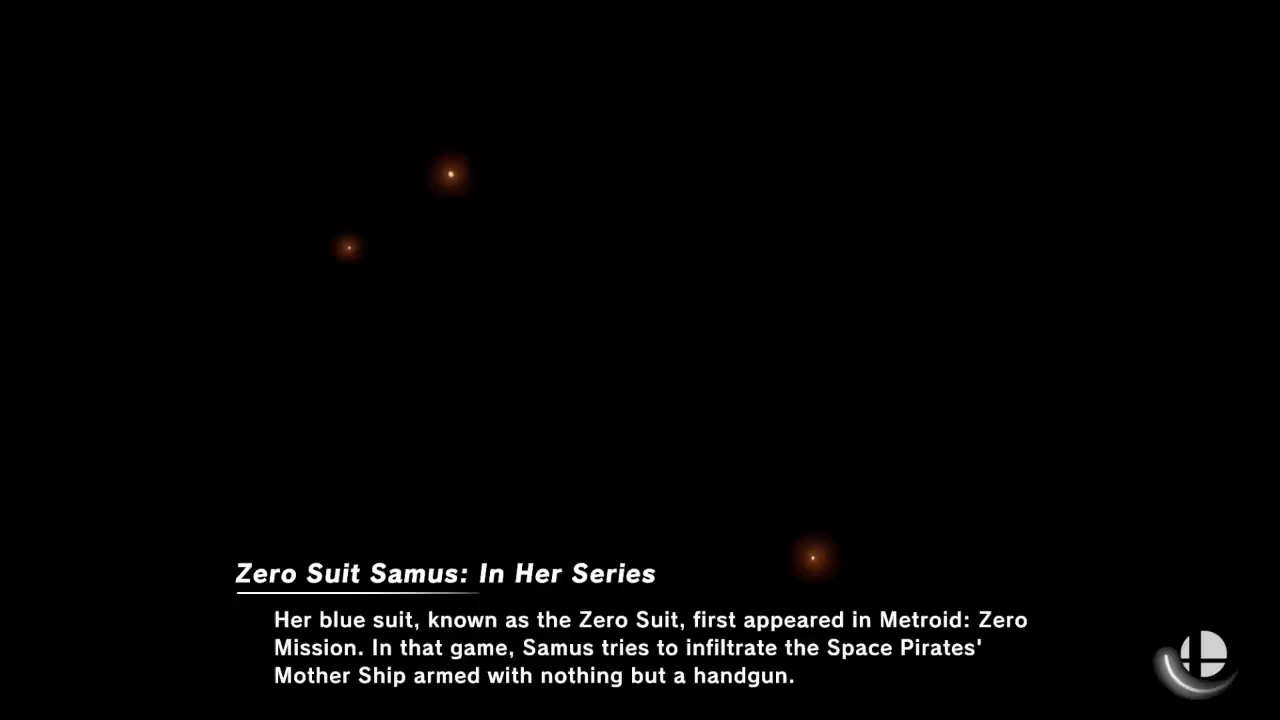 Zero Suit Samus: In Her Series
Her blue suit, known as the Zero Suit, first appeared in Metroid: Zero
Mission. In that game, Samus tries to infiltrate the Space Pirates'
Mother Ship armed with nothing but a handgun.